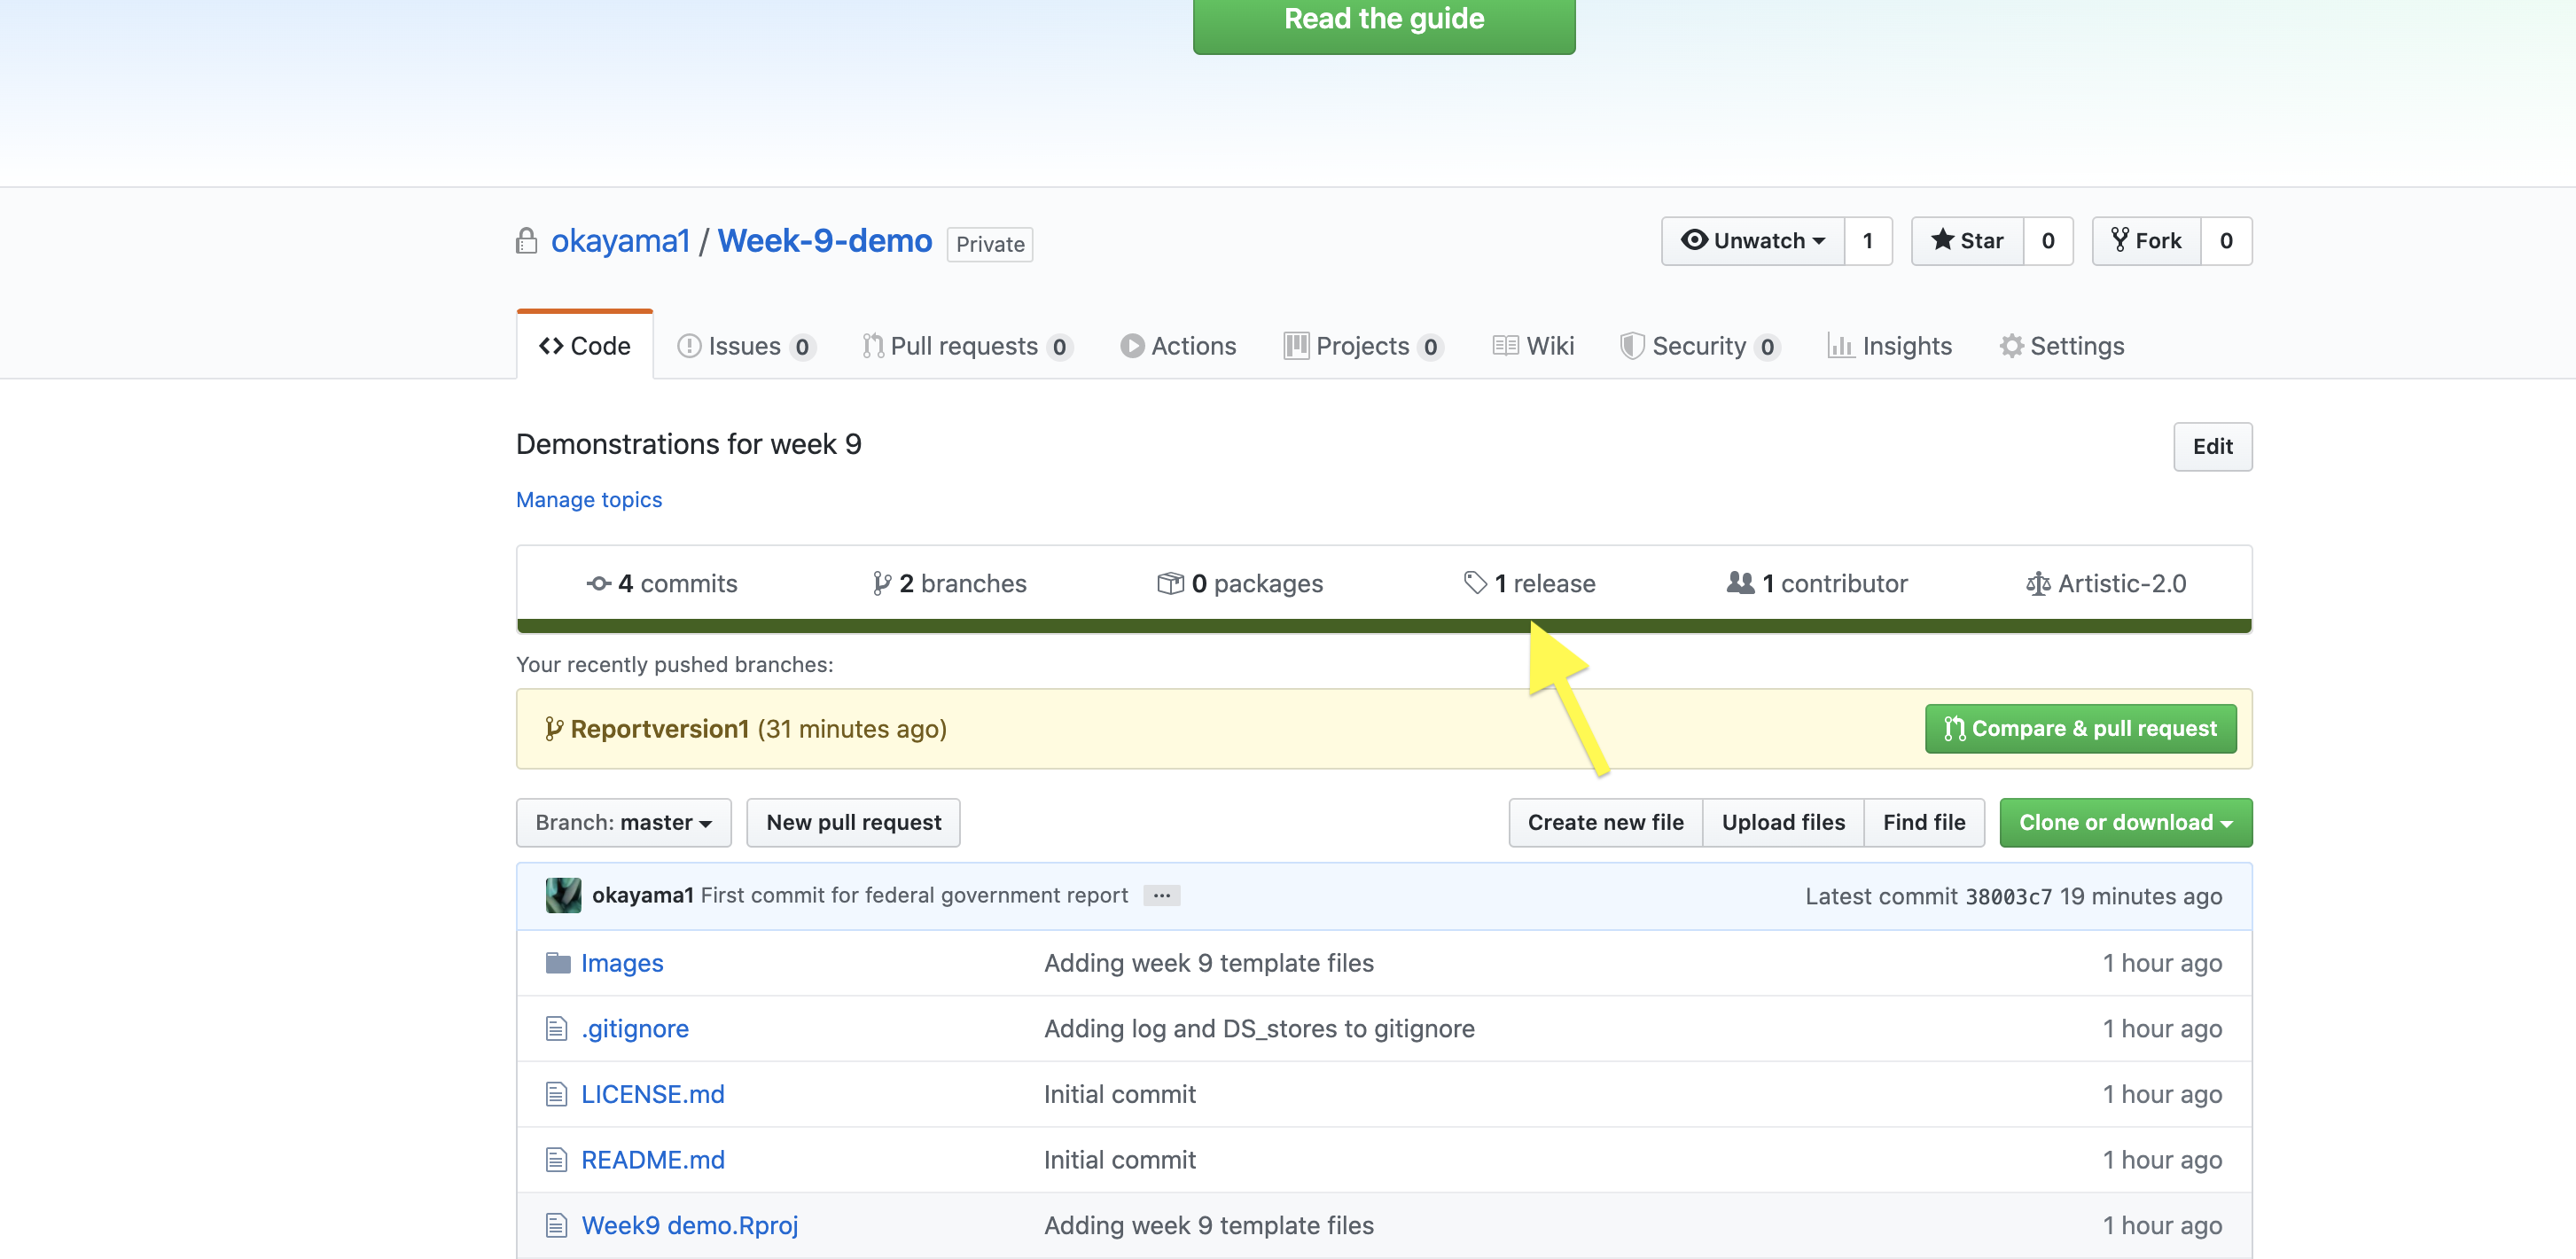 Read the guide
okayama1 / Week-9-demo Private
Unwatch 1 Star 0 Fork 0
Code Issues 0 Pull requests 0 Actions Projects 0 Wiki Security 0 Insights Settings
Demonstrations for week 9 Edit
Manage topics
4 commits 2 branches 0 packages 1 release 1 contributor Artistic-2.0
Your recently pushed branches:
Reportversion1 (31 minutes ago) Compare & pull request
Branch: master New pull request Create new file Upload files Find file Clone or download
okayama1 First commit for federal government report ... Latest commit 38003c7 19 minutes ago
Images Adding week 9 template files 1 hour ago
.gitignore Adding log and DS_stores to gitignore 1 hour ago
LICENSE.md Initial commit 1 hour ago
README.md Initial commit 1 hour ago
Week9 demo.Rproj Adding week 9 template files 1 hour ago